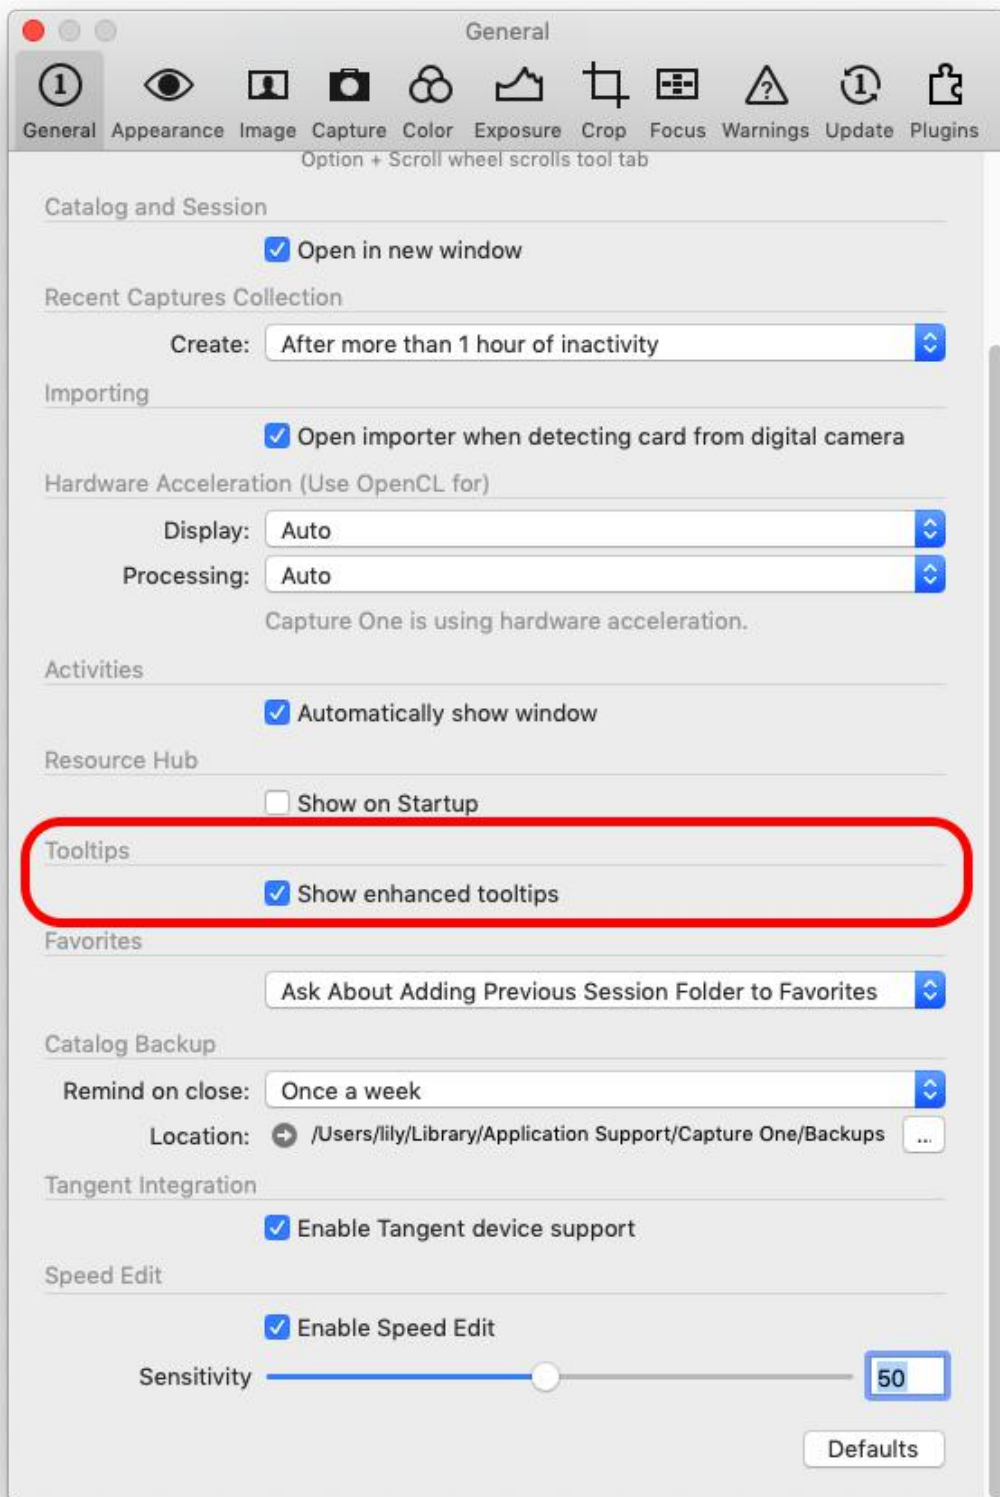 General
General Appearance Image Capture Color Exposure Crop Focus Warnings Update Plugins
Option + Scroll wheel scrolls tool tab
Catalog and Session
Open in new window
Recent Captures Collection
Create: After more than 1 hour of inactivity
Importing
Open importer when detecting card from digital camera
Hardware Acceleration (Use OpenCL for)
Display: Auto
Processing: Auto
Capture One is using hardware acceleration.
Activities
Automatically show window
Resource Hub
Show on Startup
Tooltips
Show enhanced tooltips
Favorites
Ask About Adding Previous Session Folder to Favorites
Catalog Backup
Remind on close: Once a week
Location: /Users/lily/Library/Application Support/Capture One/Backups ...
Tangent Integration
Enable Tangent device support
Speed Edit
Enable Speed Edit
Sensitivity 50
Defaults